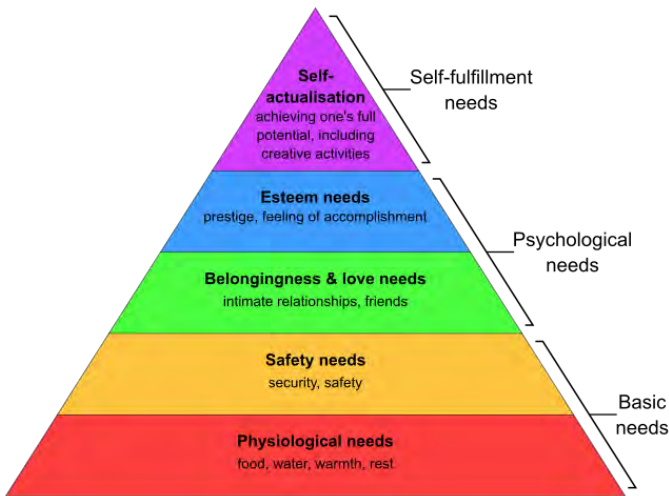 Self-
actualisation
achieving one's full
potential, including
creative activities
Self-fulfillment
needs
Esteem needs
prestige, feeling of accomplishment
Psychological
needs
Belongingness & love needs
intimate relationships, friends
Safety needs
security, safety
Basic
needs
Physiological needs
food, water, warmth, rest